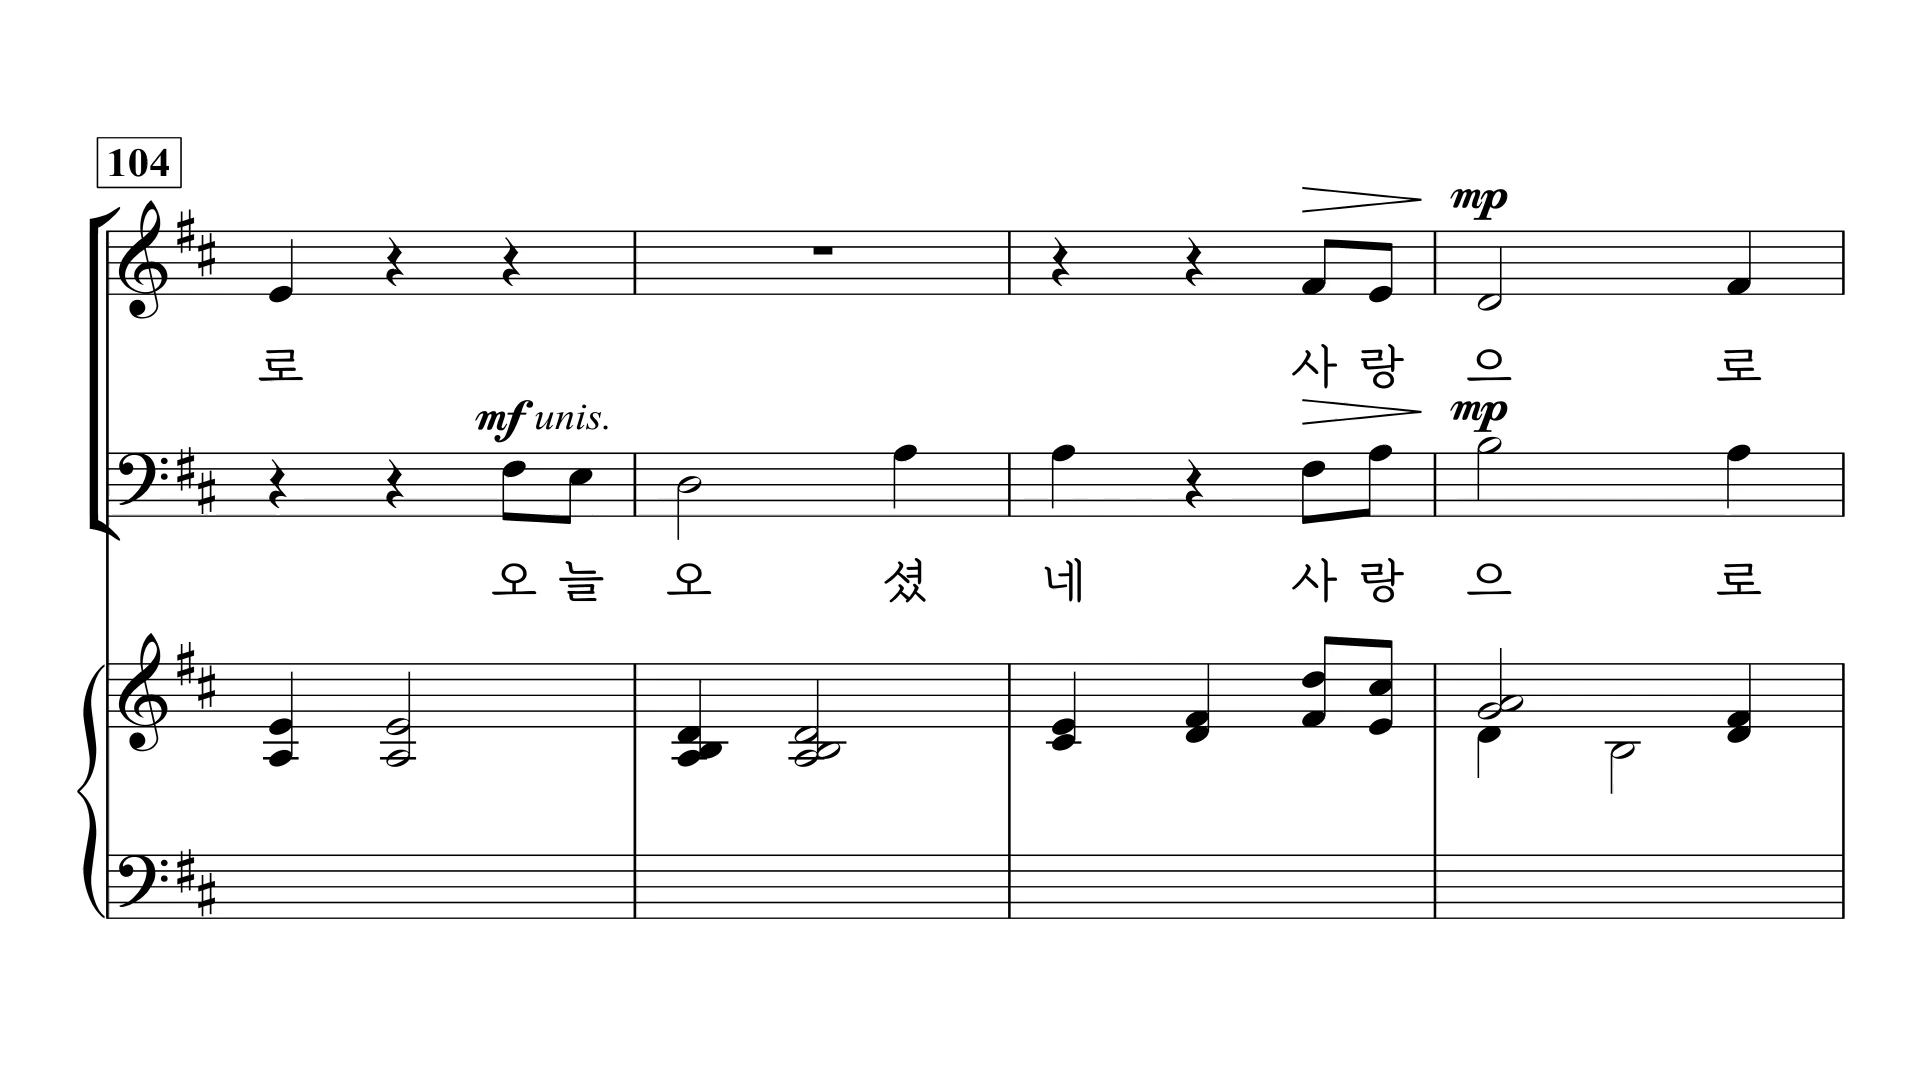 104
mp
로 사 랑 으 로
mf unis. mp
오 늘 오 셨 네 사 랑 으 로